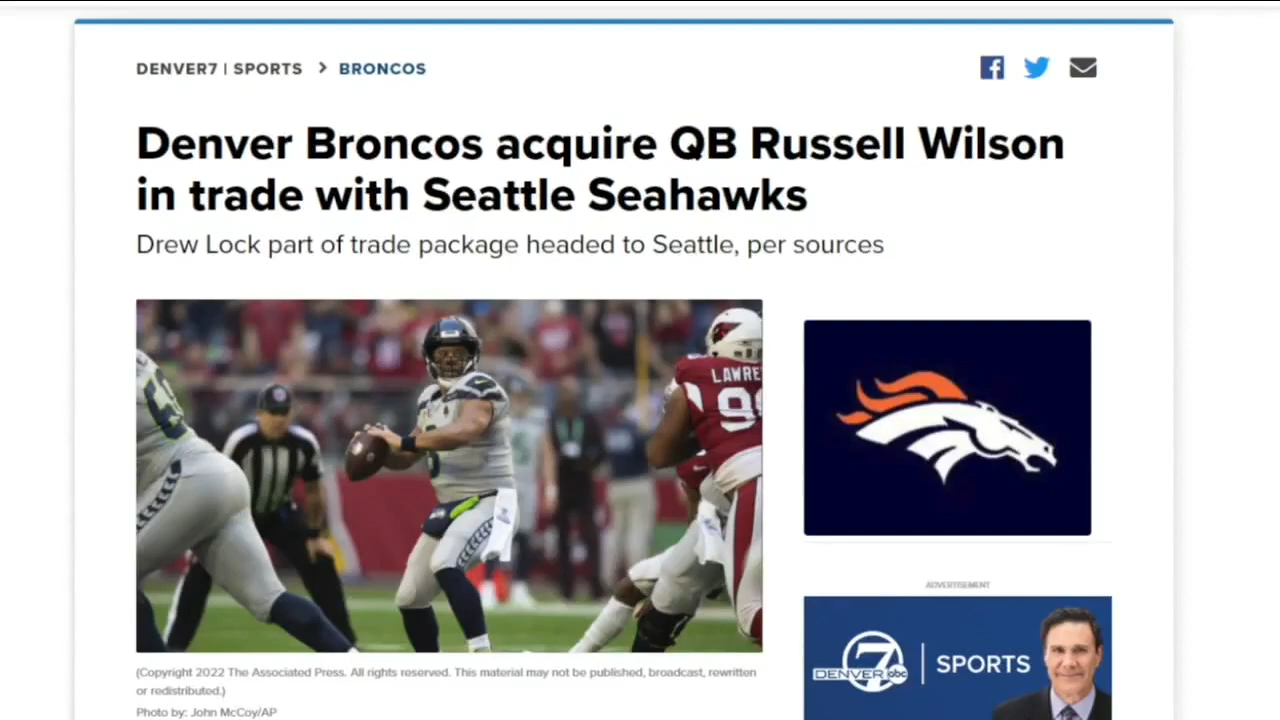 DENVER7 | SPORTS > BRONCOS
Denver Broncos acquire QB Russell Wilson
in trade with Seattle Seahawks
Drew Lock part of trade package headed to Seattle, per sources
LAWRE
9
(Copyright 2022 The Associated Press. All rights reserved. This material may not be published, broadcast, rewritten
or redistributed.)
Photo by: John McCoy/AP
ADVERTISEMENT
DENVER 7 abc | SPORTS